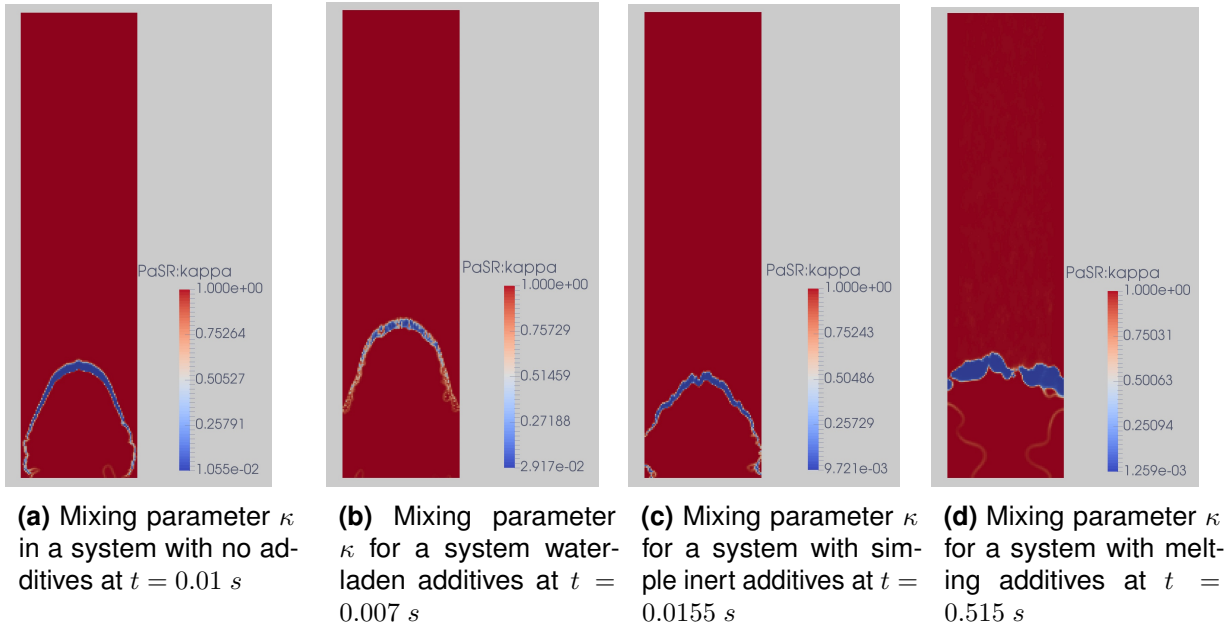 PaSR:kappa
1.000e+00
0.75264
0.50527
0.25791
1.055e-02
PaSR:kappa
1.000e+00
0.75729
0.51459
0.27188
2.917e-02
PaSR:kappa
1.000e+00
0.75243
0.50486
0.25729
9.721e-03
PaSR:kappa
1.000e+00
0.75031
0.50063
0.25094
1.259e-03
(a) Mixing parameter κ
in a system with no ad-
ditives at t = 0.01 s
(b) Mixing parameter
κ for a system water-
laden additives at t =
0.007 s
(c) Mixing parameter κ
for a system with sim-
ple inert additives at t =
0.0155 s
(d) Mixing parameter κ
for a system with melt-
ing additives at t =
0.515 s